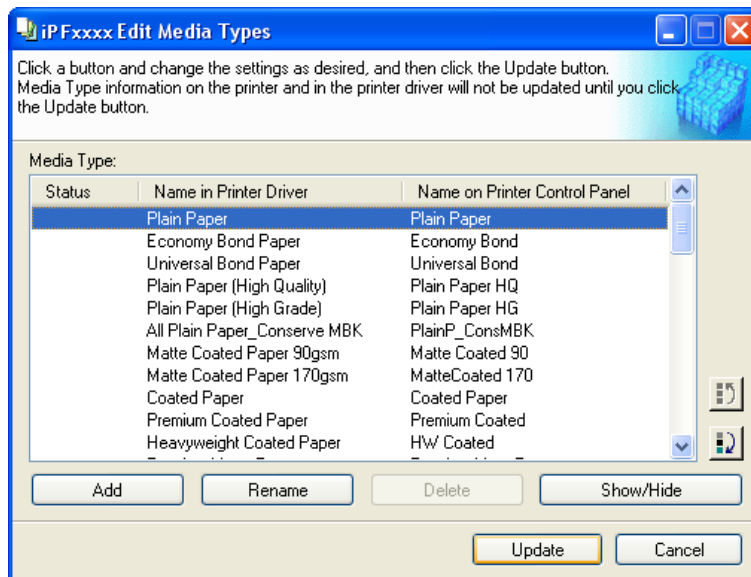 iPFxxxx Edit Media Types
Click a button and change the settings as desired, and then click the Update button.
Media Type information on the printer and in the printer driver will not be updated until you click
the Update button.
Media Type:
Status Name in Printer Driver Name on Printer Control Panel
Plain Paper Plain Paper
Economy Bond Paper Economy Bond
Universal Bond Paper Universal Bond
Plain Paper (High Quality) Plain Paper HQ
Plain Paper (High Grade) Plain Paper HG
All Plain Paper_Conserve MBK PlainP_ConsMBK
Matte Coated Paper 90gsm Matte Coated 90
Matte Coated Paper 170gsm MatteCoated 170
Coated Paper Coated Paper
Premium Coated Paper Premium Coated
Heavyweight Coated Paper HW Coated
Add Rename Delete Show/Hide
Update Cancel